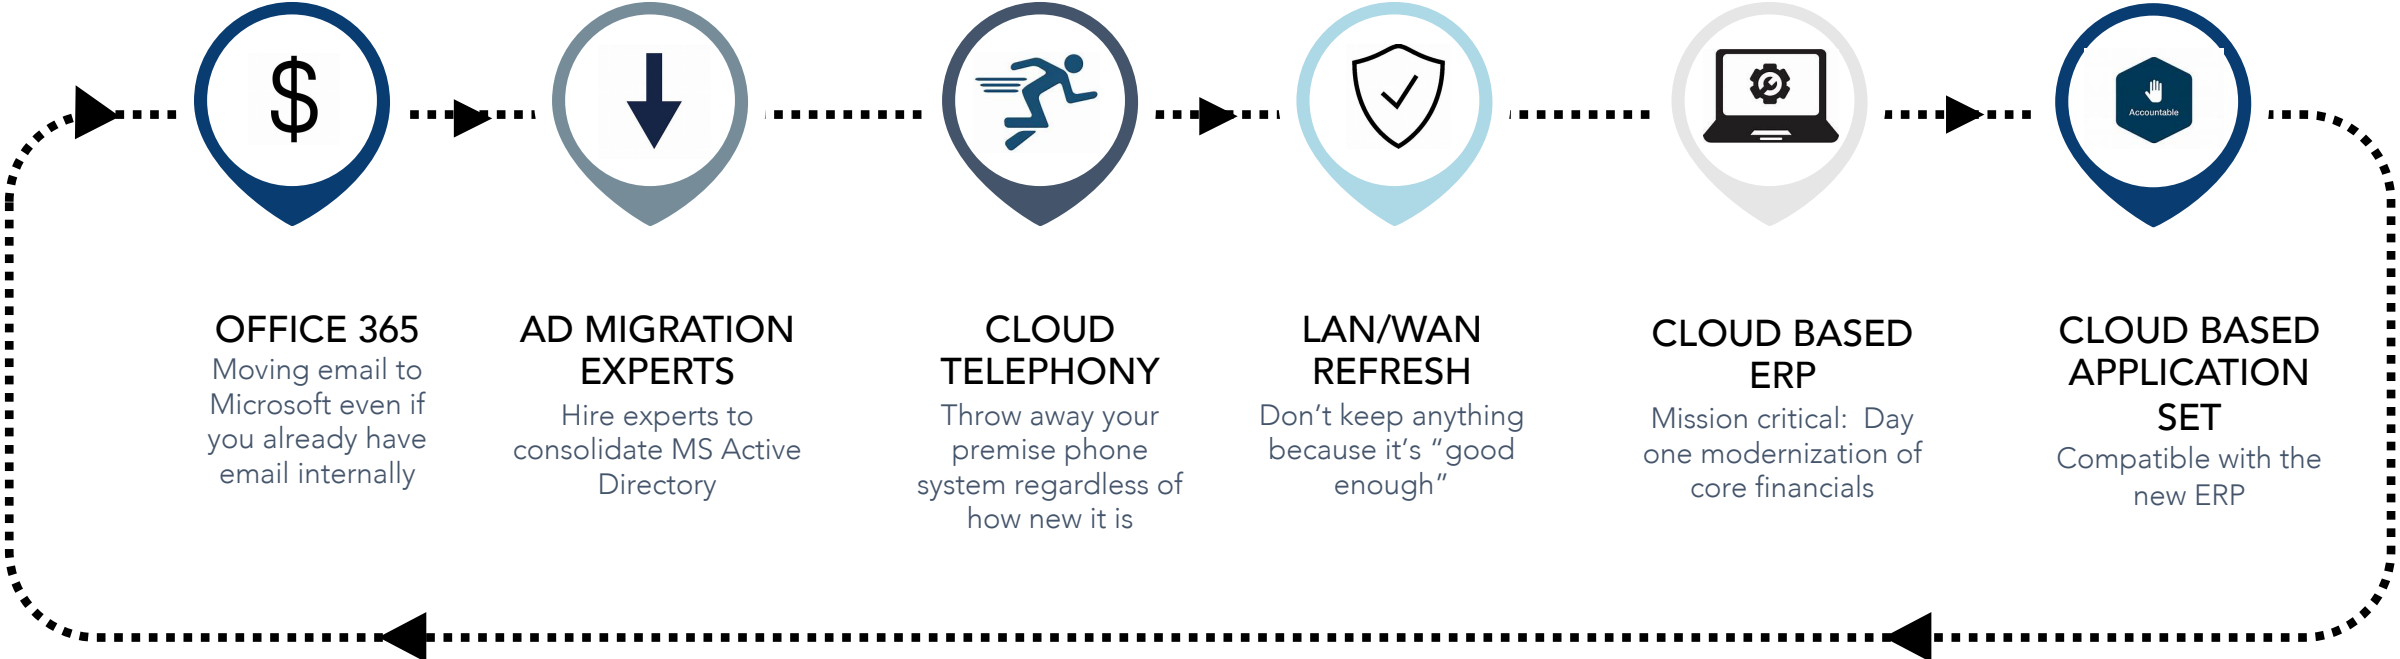 $
Accountable
OFFICE 365
Moving email to
Microsoft even if
you already have
email internally
AD MIGRATION
EXPERTS
Hire experts to
consolidate MS Active
Directory
CLOUD
TELEPHONY
Throw away your
premise phone
system regardless of
how new it is
LAN/WAN
REFRESH
Don’t keep anything
because it’s “good
enough”
CLOUD BASED
ERP
Mission critical:  Day
one modernization of
core financials
CLOUD BASED
APPLICATION
SET
Compatible with the
new ERP